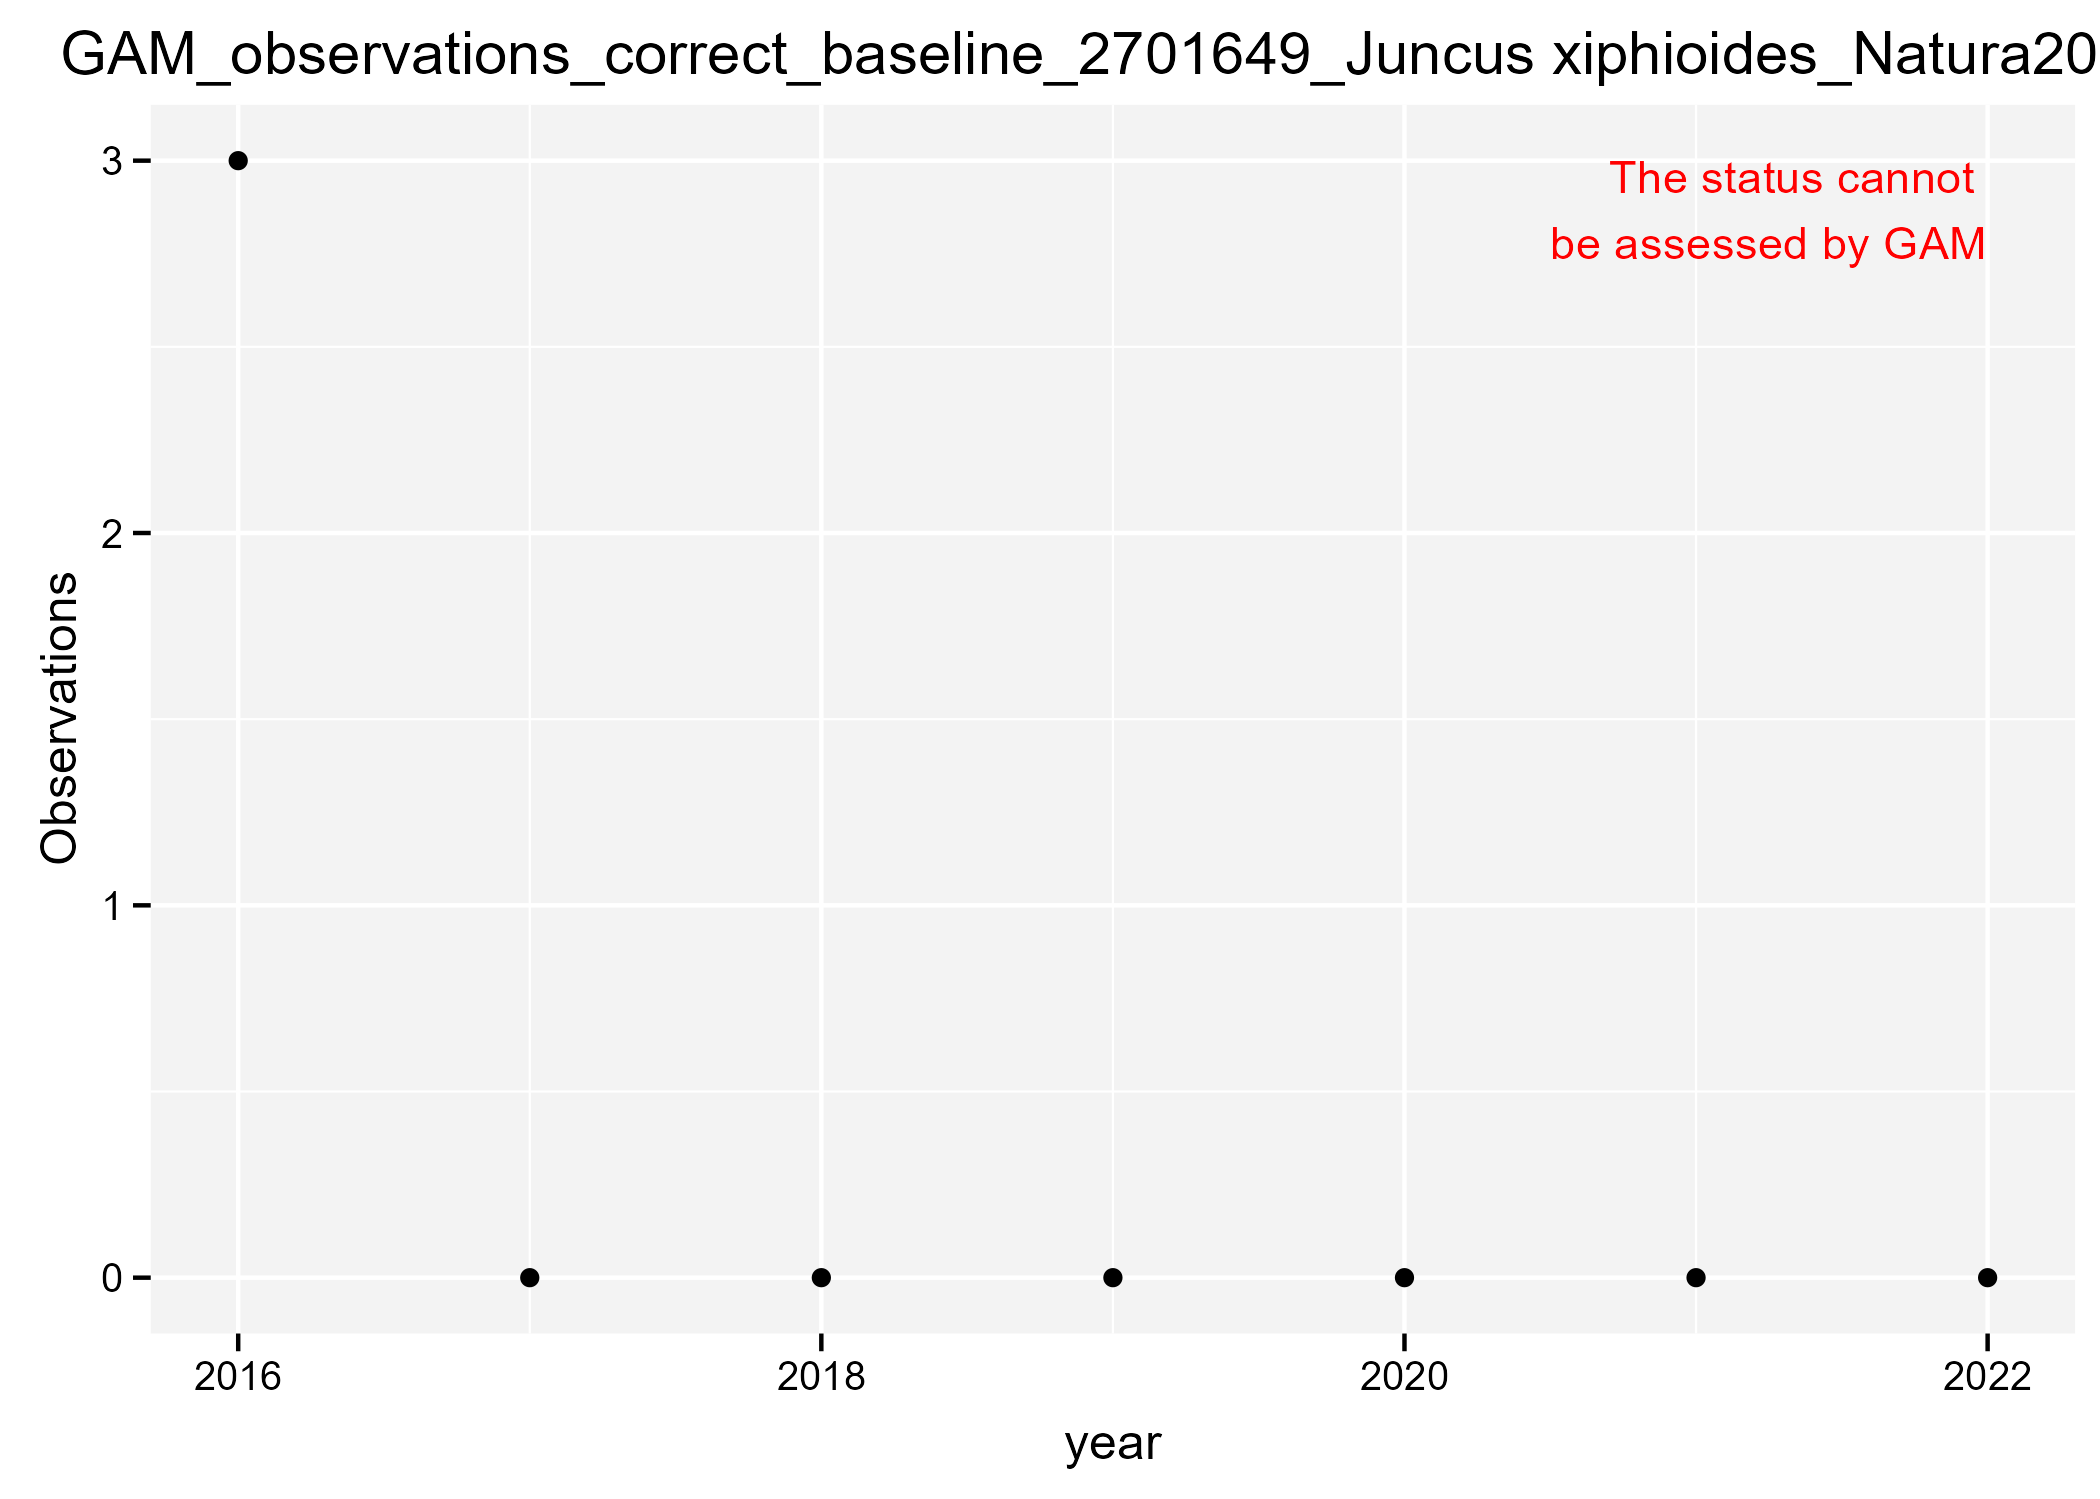 GAM_observations_correct_baseline_2701649_Juncus xiphioides_Natura20
The status cannot
be assessed by GAM
3
2
1
0
Observations
2016 2018 2020 2022
year